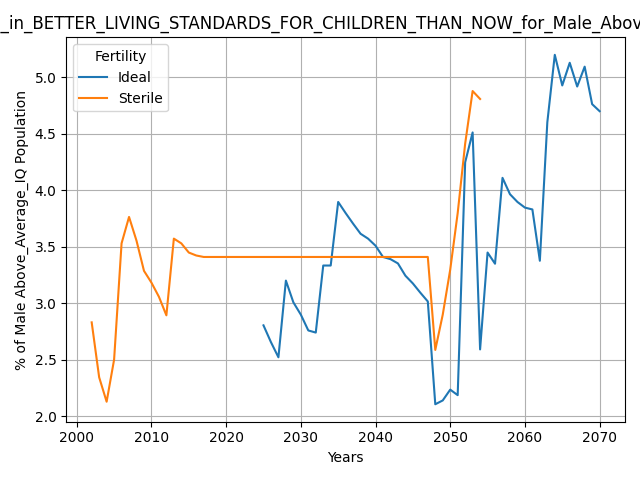 _in_BETTER_LIVING_STANDARDS_FOR_CHILDREN_THAN_NOW_for_Male_Abov
Fertility
Ideal
Sterile
% of Male Above_Average_IQ Population
5.0
4.5
4.0
3.5
3.0
2.5
2.0
2000 2010 2020 2030 2040 2050 2060 2070
Years